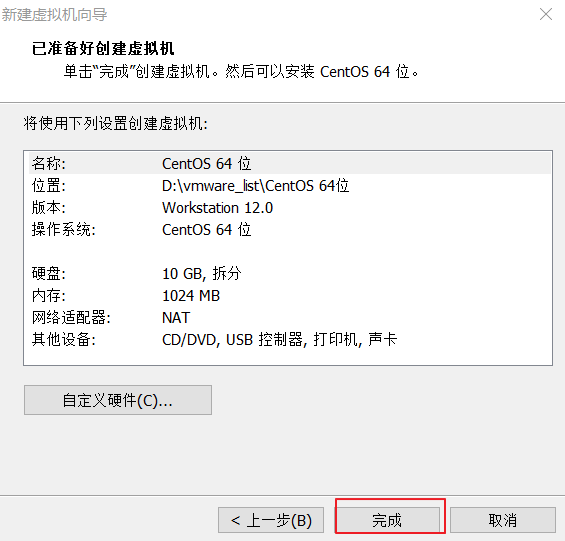 新建虚拟机向导
已准备好创建虚拟机
单击“完成”创建虚拟机。然后可以安装 CentOS 64 位。
将使用下列设置创建虚拟机:
名称: CentOS 64 位
位置: D:\vmware_list\CentOS 64位
版本: Workstation 12.0
操作系统: CentOS 64 位
硬盘: 10 GB, 拆分
内存: 1024 MB
网络适配器: NAT
其他设备: CD/DVD, USB 控制器, 打印机, 声卡
自定义硬件(C)...
< 上一步(B) 完成 取消